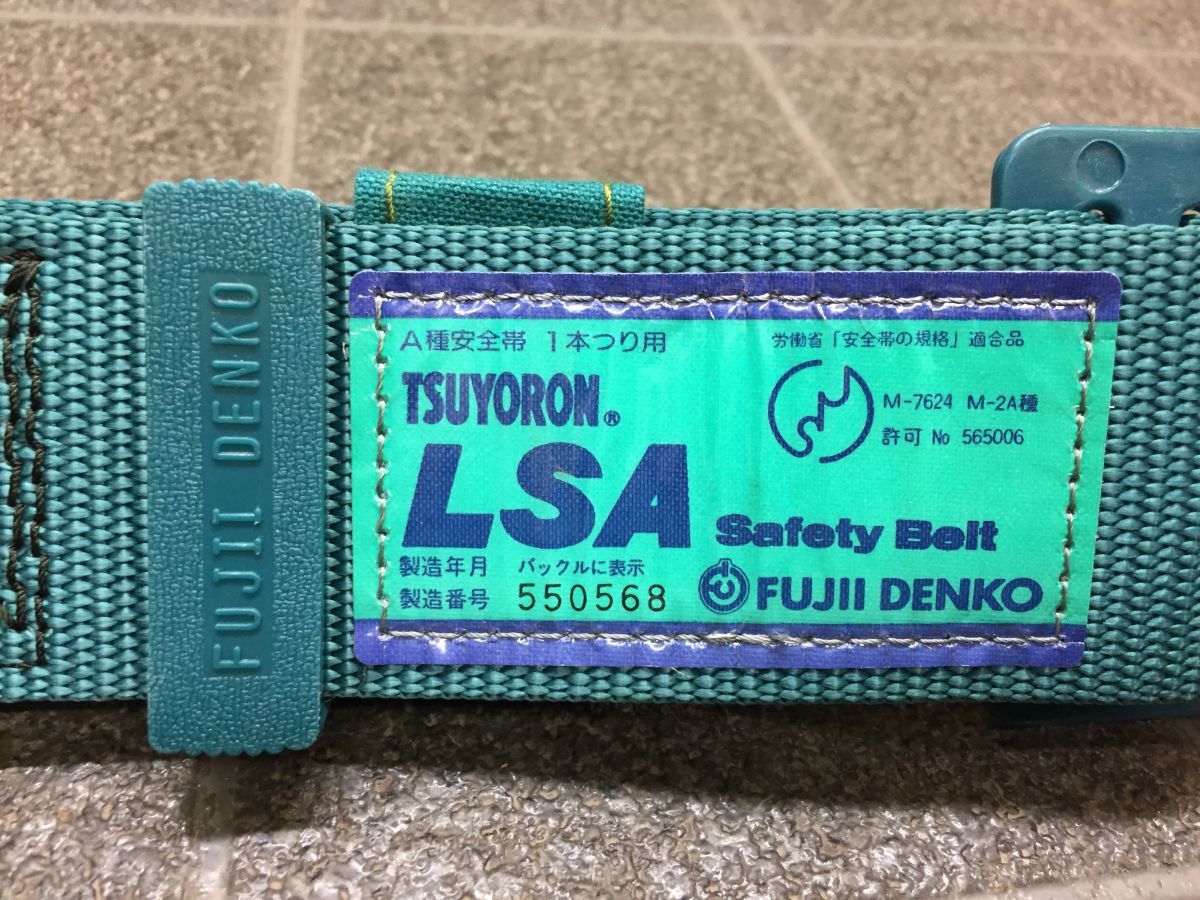 FUJII DENKO
A種安全帯 1本つり用
労働省「安全帯の規格」適合品
TSUYORON®
M-7624 M-2A種
許可 No 565006
LSA
Safety Belt
製造年月 バックルに表示
製造番号 550568
FUJII DENKO